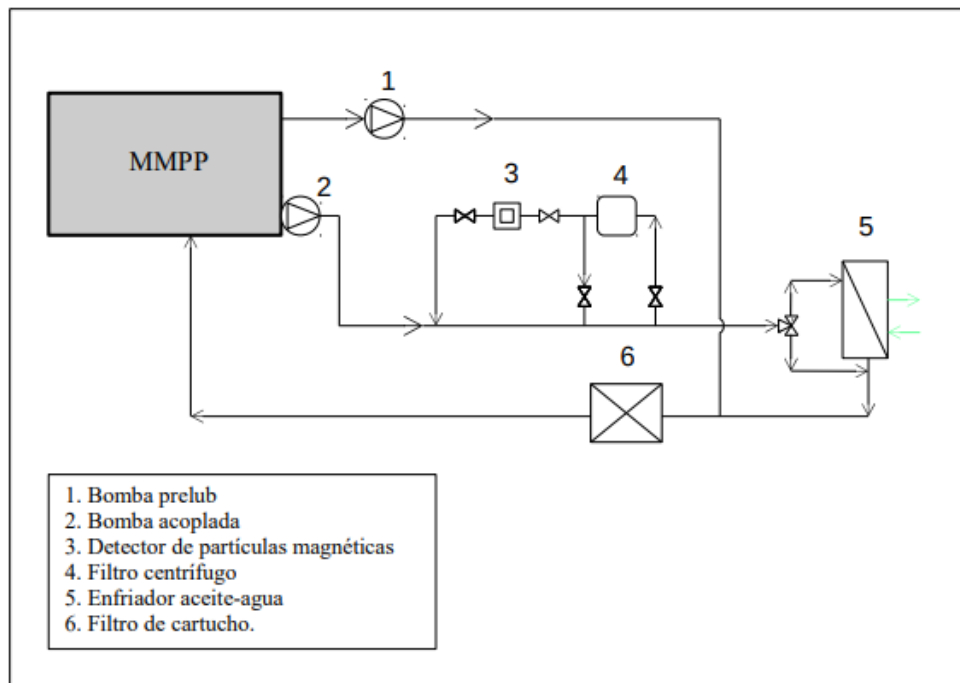 1
MMPP
2
3
4
5
6
1. Bomba prelub
2. Bomba acoplada
3. Detector de partículas magnéticas
4. Filtro centrífugo
5. Enfriador aceite-agua
6. Filtro de cartucho.